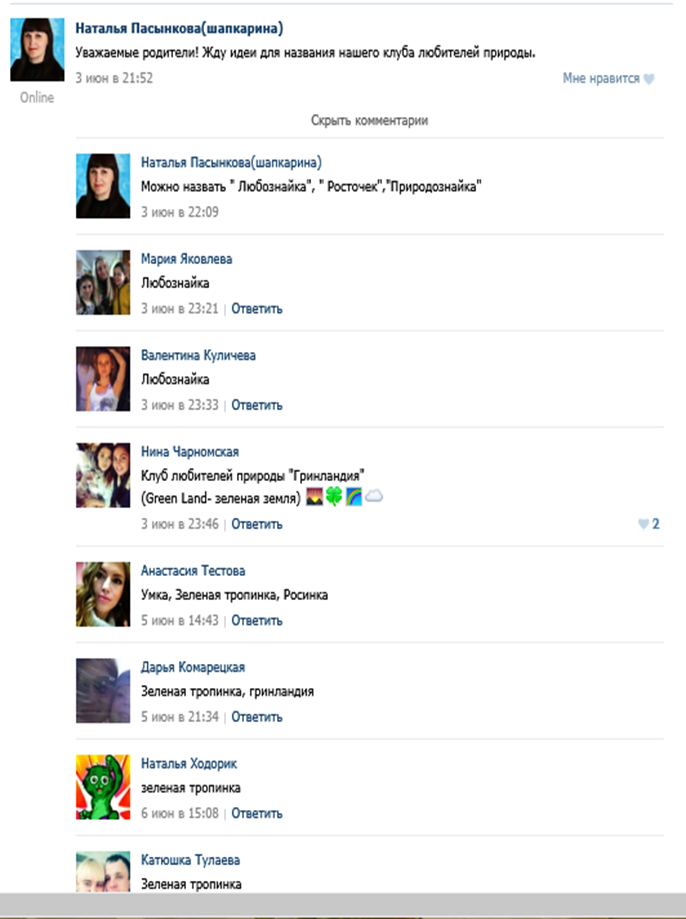 Наталья Пасынкова(шапкарина)
Уважаемые родители! Жду идеи для названия нашего клуба любителей природы.
3 июн в 21:52
Мне нравится
Online
Скрыть комментарии
Наталья Пасынкова(шапкарина)
Можно назвать " Любознайка", " Росточек","Природознайка"
3 июн в 22:09
Мария Яковлева
Любознайка
3 июн в 23:21 | Ответить
Валентина Куличева
Любознайка
3 июн в 23:33 | Ответить
Нина Чарномская
Клуб любителей природы "Гринландия"
(Green Land- зеленая земля) 🌇🍀🌈☁️
3 июн в 23:46 | Ответить
2
Анастасия Тестова
Умка, Зеленая тропинка, Росинка
5 июн в 14:43 | Ответить
Дарья Комарецкая
Зеленая тропинка, гринландия
5 июн в 21:34 | Ответить
Наталья Ходорик
зеленая тропинка
6 июн в 15:08 | Ответить
Катюшка Тулаева
Зеленая тропинка